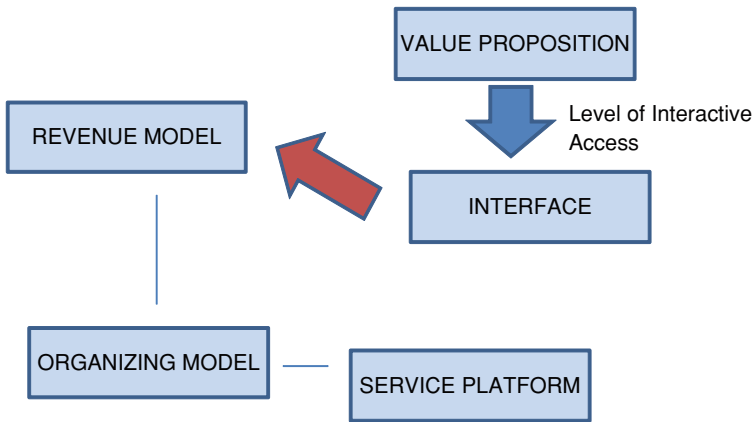 VALUE PROPOSITION
Level of Interactive
Access
REVENUE MODEL
INTERFACE
ORGANIZING MODEL
SERVICE PLATFORM